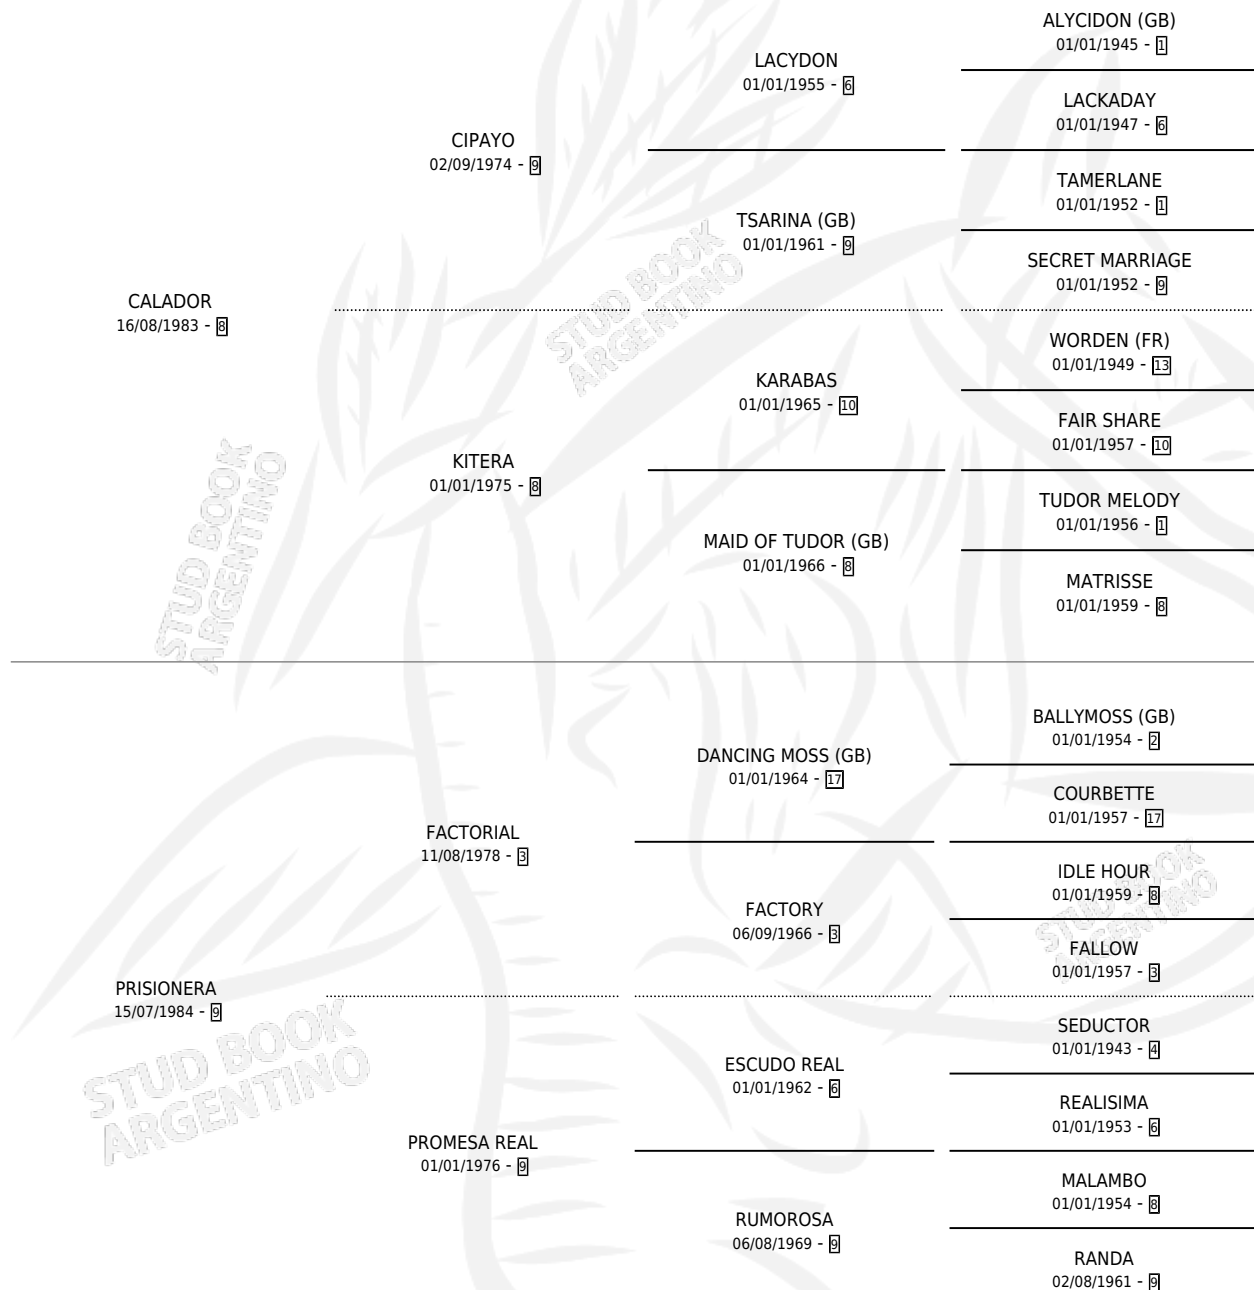 ALYCIDON (GB)
01/01/1945 - 1
LACYDON
01/01/1955 - 6
LACKADAY
01/01/1947 - 6
CIPAYO
02/09/1974 - 9
TAMERLANE
01/01/1952 - 1
TSARINA (GB)
01/01/1961 - 9
SECRET MARRIAGE
01/01/1952 - 9
CALADOR
16/08/1983 - 8
STUD BOOK
ARGENTINO
WORDEN (FR)
01/01/1949 - 13
KARABAS
01/01/1965 - 10
FAIR SHARE
01/01/1957 - 10
KITERA
01/01/1975 - 8
TUDOR MELODY
01/01/1956 - 1
MAID OF TUDOR (GB)
01/01/1966 - 8
MATRISSE
01/01/1959 - 8
STUD BOOK
ARGENTINO
BALLYMOSS (GB)
01/01/1954 - 2
DANCING MOSS (GB)
01/01/1964 - 17
COURBETTE
01/01/1957 - 17
FACTORIAL
11/08/1978 - 3
IDLE HOUR
01/01/1959 - 8
STUD BOOK
ARGENTINO
FACTORY
06/09/1966 - 3
FALLOW
01/01/1957 - 3
PRISIONERA
15/07/1984 - 9
STUD BOOK
ARGENTINO
SEDUCTOR
01/01/1943 - 4
ESCUDO REAL
01/01/1962 - 6
REALISIMA
01/01/1953 - 6
PROMESA REAL
01/01/1976 - 9
MALAMBO
01/01/1954 - 8
RUMOROSA
06/08/1969 - 9
RANDA
02/08/1961 - 9